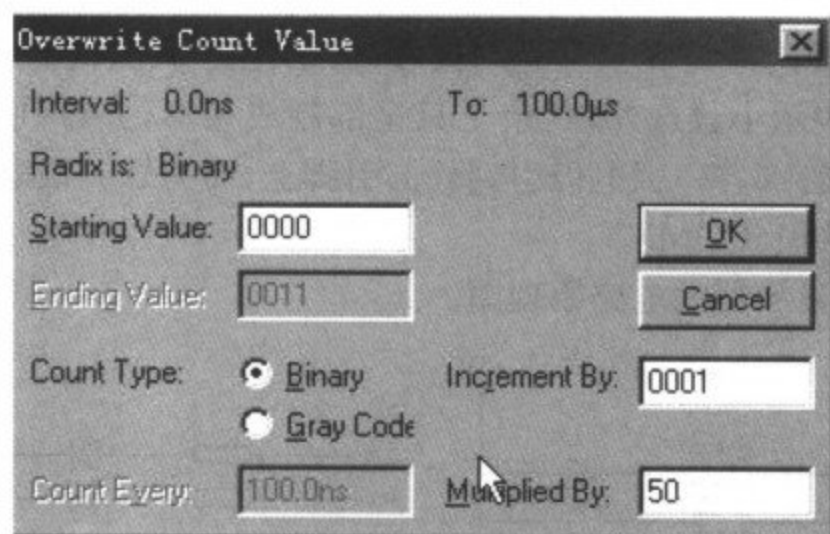 Overwrite Count Value
Interval: 0.0ns To: 100.0μs
Radix is: Binary
Starting Value: 0000 OK
Ending Value: 0011 Cancel
Count Type: Binary Increment By: 0001
Gray Code
Count Every: 100.0ns Multiplied By: 50